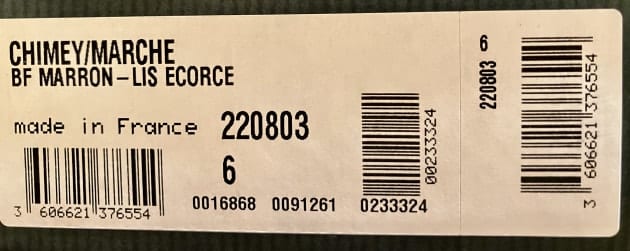 CHIMEY/MARCHE
BF MARRON-LIS ECORCE
made in France 220803
6
3 606621 376554
0016868 0091261 0233324
00233324
6
220803
3 606621 376554